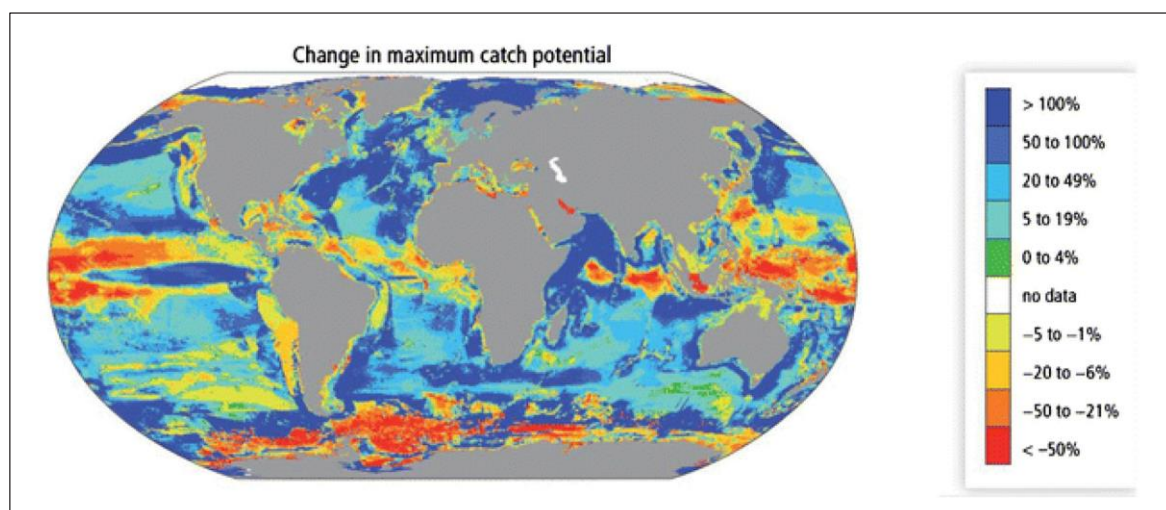 Change in maximum catch potential
> 100%
50 to 100%
20 to 49%
5 to 19%
0 to 4%
no data
–5 to –1%
–20 to –6%
–50 to –21%
< –50%